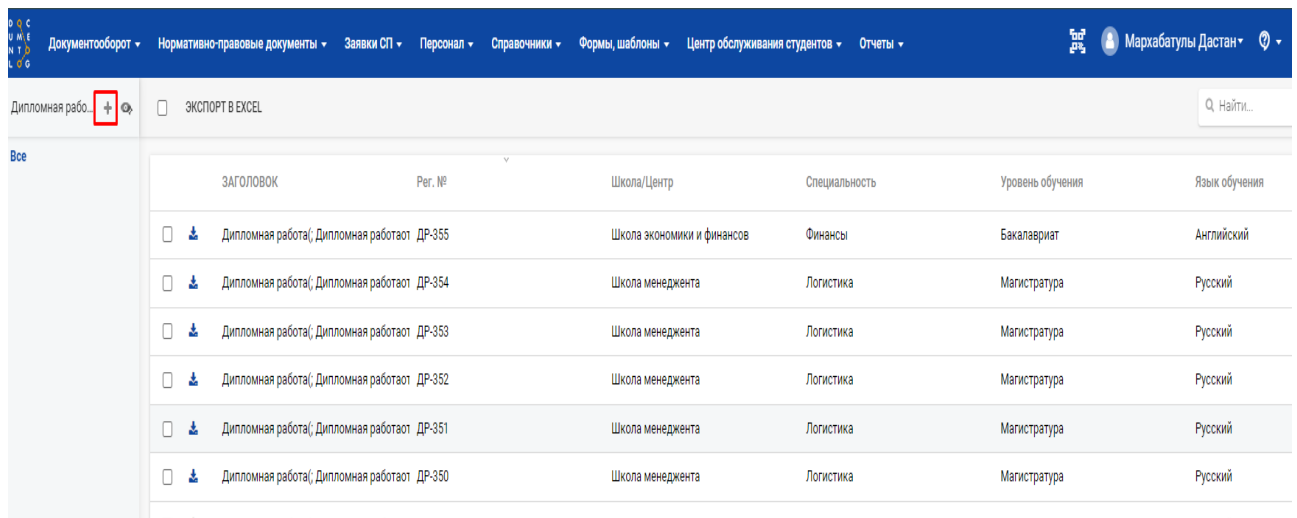 DOC
UME
NTO
LOG
Документооборот Нормативно-правовые документы Заявки СП Персонал Справочники Формы, шаблоны Центр обслуживания студентов Отчеты Мархабатулы Дастан
Дипломная рабо... ЭКСПОРТ В EXCEL Найти...
Все
ЗАГОЛОВОК Рег. № Школа/Центр Специальность Уровень обучения Язык обучения
Дипломная работа(; Дипломная работаот ДР-355 Школа экономики и финансов Финансы Бакалавриат Английский
Дипломная работа(; Дипломная работаот ДР-354 Школа менеджента Логистика Магистратура Русский
Дипломная работа(; Дипломная работаот ДР-353 Школа менеджента Логистика Магистратура Русский
Дипломная работа(; Дипломная работаот ДР-352 Школа менеджента Логистика Магистратура Русский
Дипломная работа(; Дипломная работаот ДР-351 Школа менеджента Логистика Магистратура Русский
Дипломная работа(; Дипломная работаот ДР-350 Школа менеджента Логистика Магистратура Русский